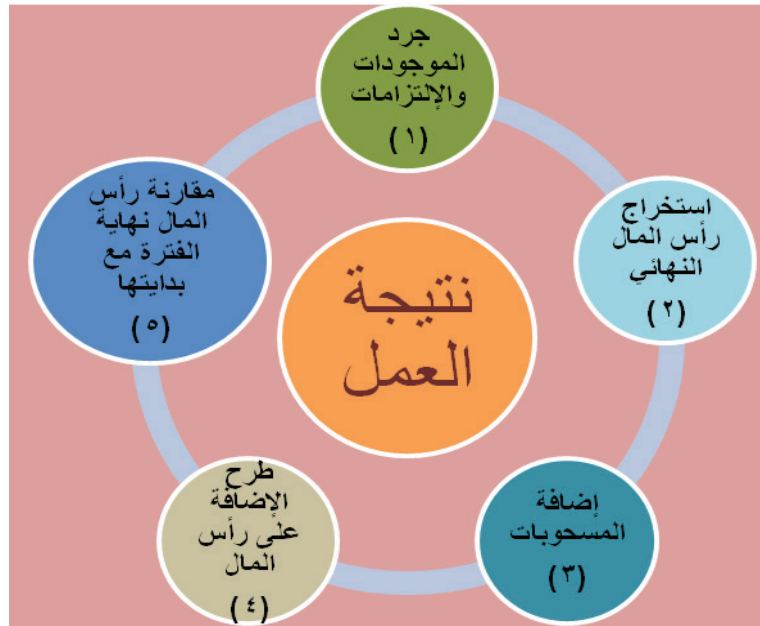 جرد
الموجودات
والإلتزامات
(١)
استخراج
رأس المال
النهائي
(٢)
إضافة
المسحوبات
(٣)
طرح
الإضافة
على رأس
المال
(٤)
مقارنة رأس
المال نهاية
الفترة مع
بدايتها
(٥)
نتيجة
العمل